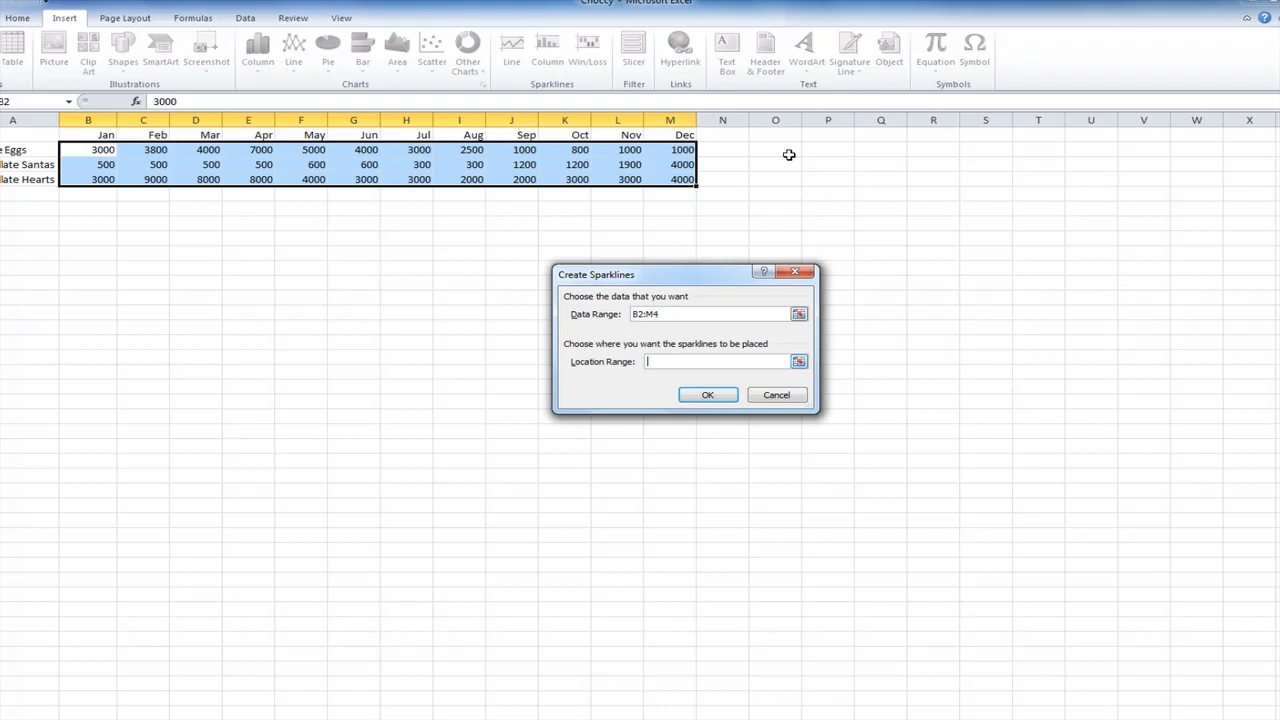 Choccy - Microsoft Excel
Home Insert Page Layout Formulas Data Review View
Table Picture Clip Art Shapes SmartArt Screenshot Column Line Pie Bar Area Scatter Other Charts Line Column Win/Loss Slicer Hyperlink Text Box Header & Footer WordArt Signature Line Object Equation Symbol
Illustrations Charts Sparklines Filter Links Text Symbols
B2 fx 3000
A B C D E F G H I J K L M N O P Q R S T U V W X
Jan Feb Mar Apr May Jun Jul Aug Sep Oct Nov Dec
e Eggs 3000 3800 4000 7000 5000 4000 3000 2500 1000 800 1000 1000
late Santas 500 500 500 500 600 600 300 300 1200 1200 1900 4000
late Hearts 3000 9000 8000 8000 4000 3000 3000 2000 2000 3000 3000 4000
Create Sparklines
Choose the data that you want
Data Range: B2:M4
Choose where you want the sparklines to be placed
Location Range:
OK Cancel